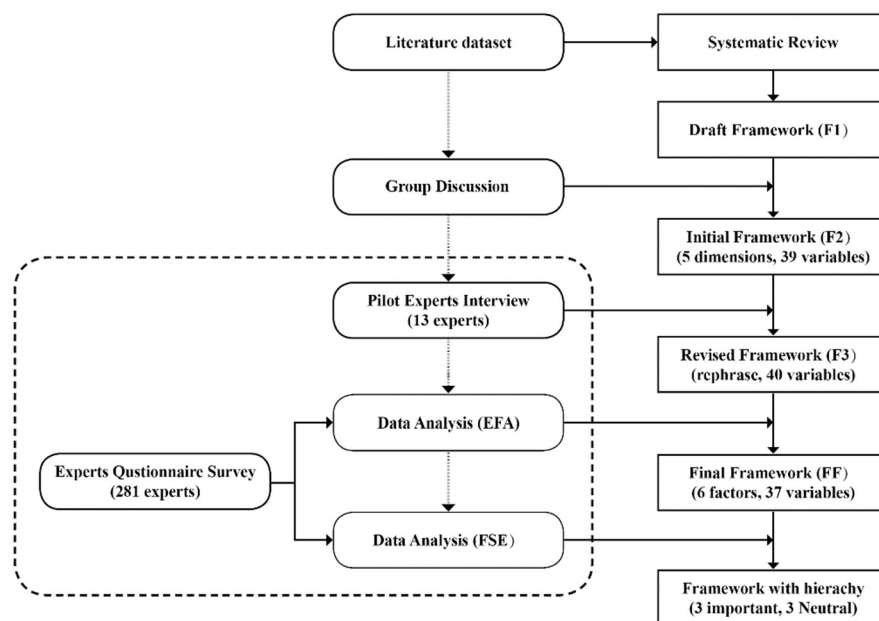 Literature dataset
Systematic Review
Draft Framework (F1)
Group Discussion
Initial Framework (F2)
(5 dimensions, 39 variables)
Pilot Experts Interview
(13 experts)
Revised Framework (F3)
(rephrase, 40 variables)
Data Analysis (EFA)
Experts Qustionnaire Survey
(281 experts)
Final Framework (FF)
(6 factors, 37 variables)
Data Analysis (FSE)
Framework with hierachy
(3 important, 3 Neutral)